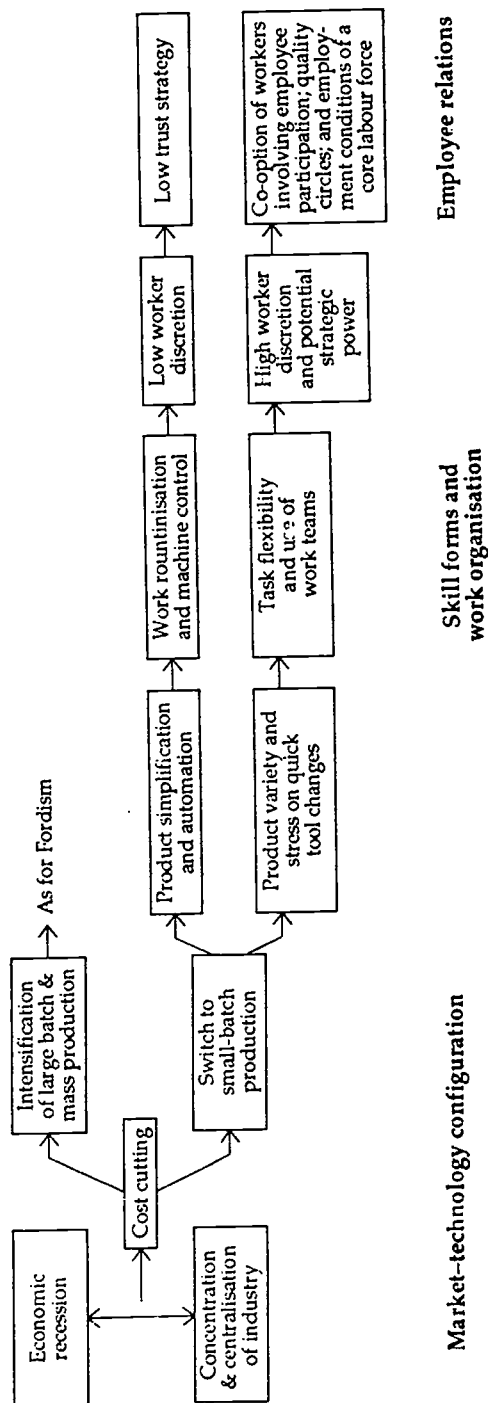 Economic
recession
Concentration
& centralisation
of industry
Cost cutting
Intensification
of large batch &
mass production
As for Fordism
Switch to
small-batch
production
Product simplification
and automation
Product variety and
stress on quick
tool changes
Work rountinisation
and machine control
Task flexibility
and use of
work teams
Low worker
discretion
High worker
discretion
and potential
strategic
power
Low trust strategy
Co-option of workers
involving employee
participation; quality
circles; and employ-
ment conditions of a
core labour force
Market–technology configuration
Skill forms and
work organisation
Employee relations